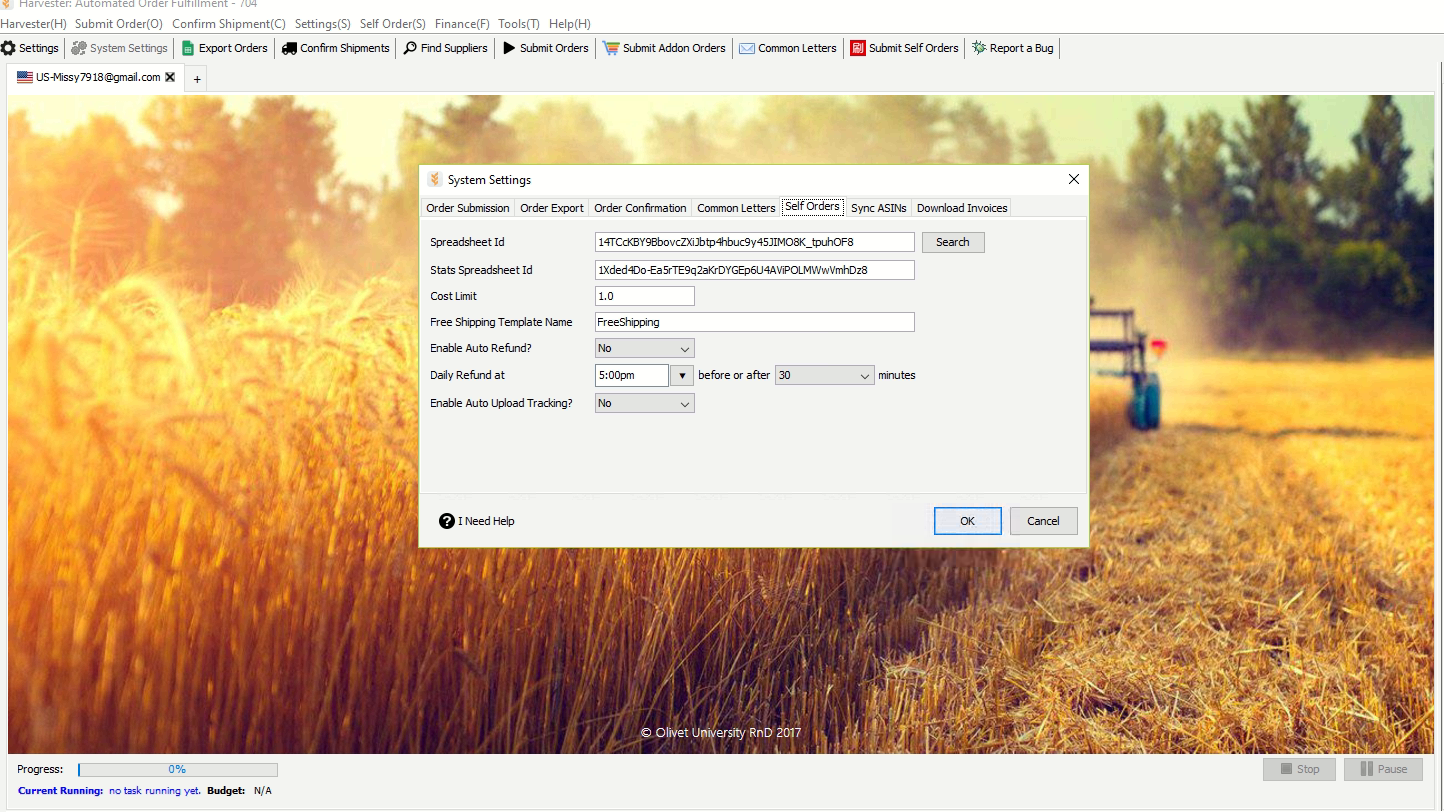 Harvester: Automated Order Fulfillment - 704
Harvester(H) Submit Order(O) Confirm Shipment(C) Settings(S) Self Order(S) Finance(F) Tools(T) Help(H)
Settings System Settings Export Orders Confirm Shipments Find Suppliers Submit Orders Submit Addon Orders Common Letters Submit Self Orders Report a Bug
US-Missy7918@gmail.com +
System Settings
Order Submission Order Export Order Confirmation Common Letters Self Orders Sync ASINs Download Invoices
Spreadsheet Id 14TCcKBY9BbovcZXiJbtp4hbuc9y45JIMO8K_tpuhOF8 Search
Stats Spreadsheet Id 1Xded4Do-Ea5rTE9q2aKrDYGEp6U4AViPOLMWwVmhDz8
Cost Limit 1.0
Free Shipping Template Name FreeShipping
Enable Auto Refund? No
Daily Refund at 5:00pm before or after 30 minutes
Enable Auto Upload Tracking? No
I Need Help OK Cancel
© Olivet University RnD 2017
Progress: 0% Stop Pause
Current Running: no task running yet. Budget: N/A